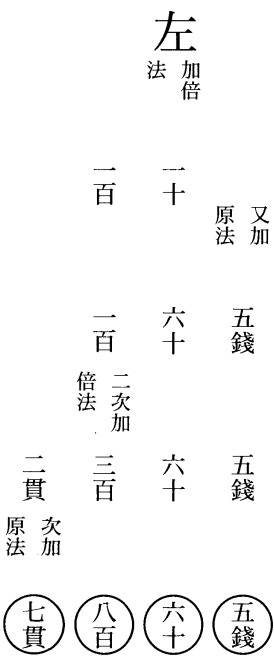 左
加倍
法
一十
一百
又加
原法
五錢
六十
一百
二次加
倍法
五錢
六十
三百
二貫
次加
原法
五錢
六十
八百
七貫